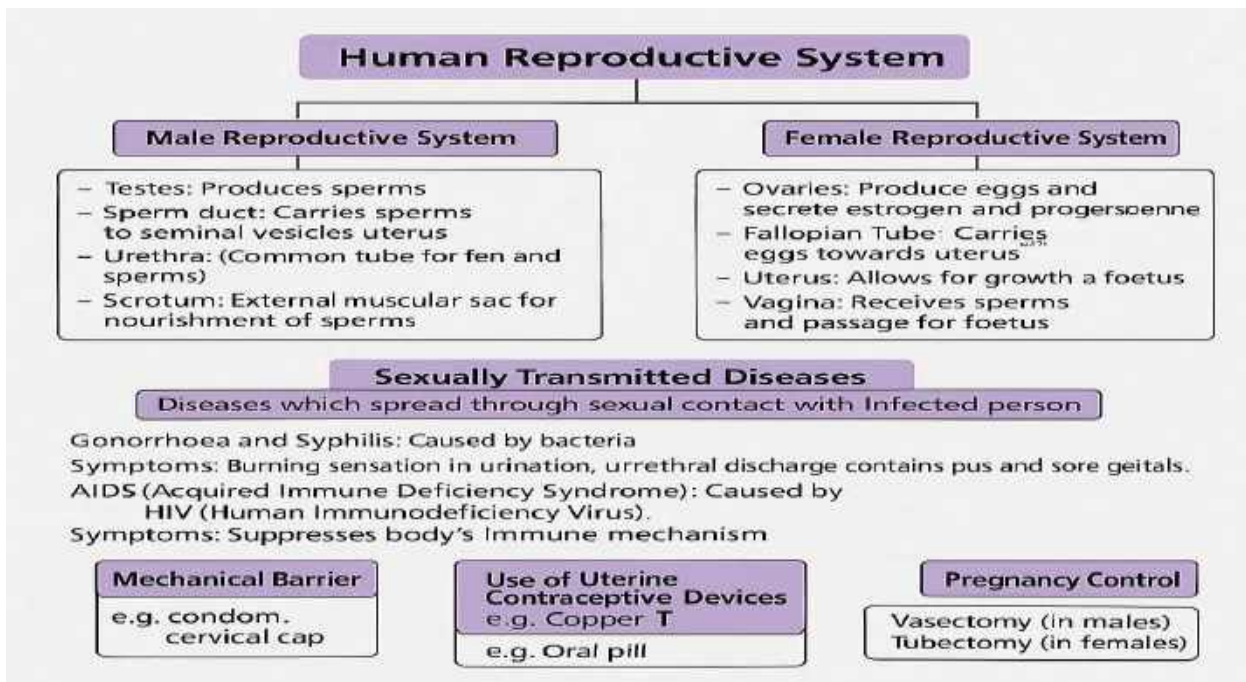 Human Reproductive System
Male Reproductive System
– Testes: Produces sperms
– Sperm duct: Carries sperms
to seminal vesicles uterus
– Urethra: (Common tube for fen and
sperms)
– Scrotum: External muscular sac for
nourishment of sperms
Female Reproductive System
– Ovaries: Produce eggs and
secrete estrogen and progersoenne
– Fallopian Tube: Carries
eggs towards uterus
– Uterus: Allows for growth a foetus
– Vagina: Receives sperms
and passage for foetus
Sexually Transmitted Diseases
Diseases which spread through sexual contact with Infected person
Gonorrhoea and Syphilis: Caused by bacteria
Symptoms: Burning sensation in urination, urrethral discharge contains pus and sore geitals.
AIDS (Acquired Immune Deficiency Syndrome): Caused by
HIV (Human Immunodeficiency Virus).
Symptoms: Suppresses body's Immune mechanism
Mechanical Barrier
e.g. condom.
cervical cap
Use of Uterine
Contraceptive Devices
e.g. Copper T
e.g. Oral pill
Pregnancy Control
Vasectomy (in males)
Tubectomy (in females)